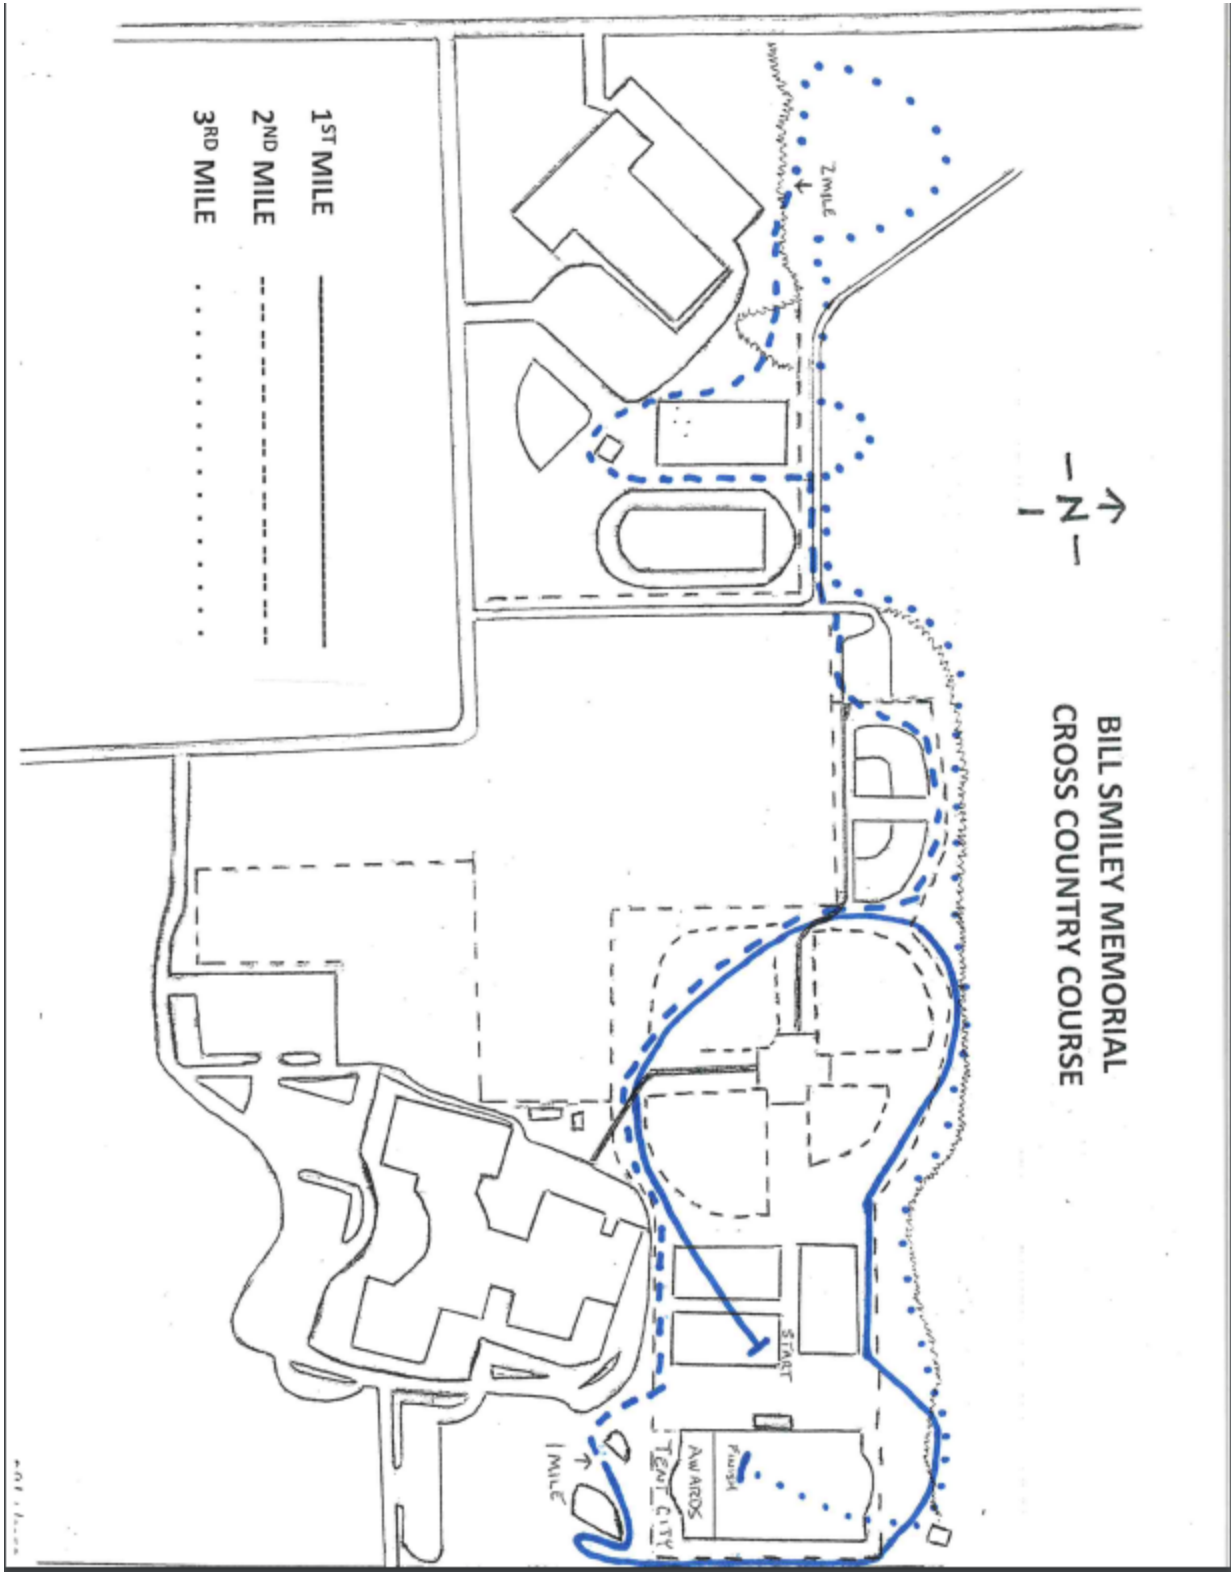 BILL SMILEY MEMORIAL
CROSS COUNTRY COURSE
N
1ST MILE
2ND MILE
3RD MILE
2 MILE
START
FINISH
AWARDS
TENT CITY
1 MILE